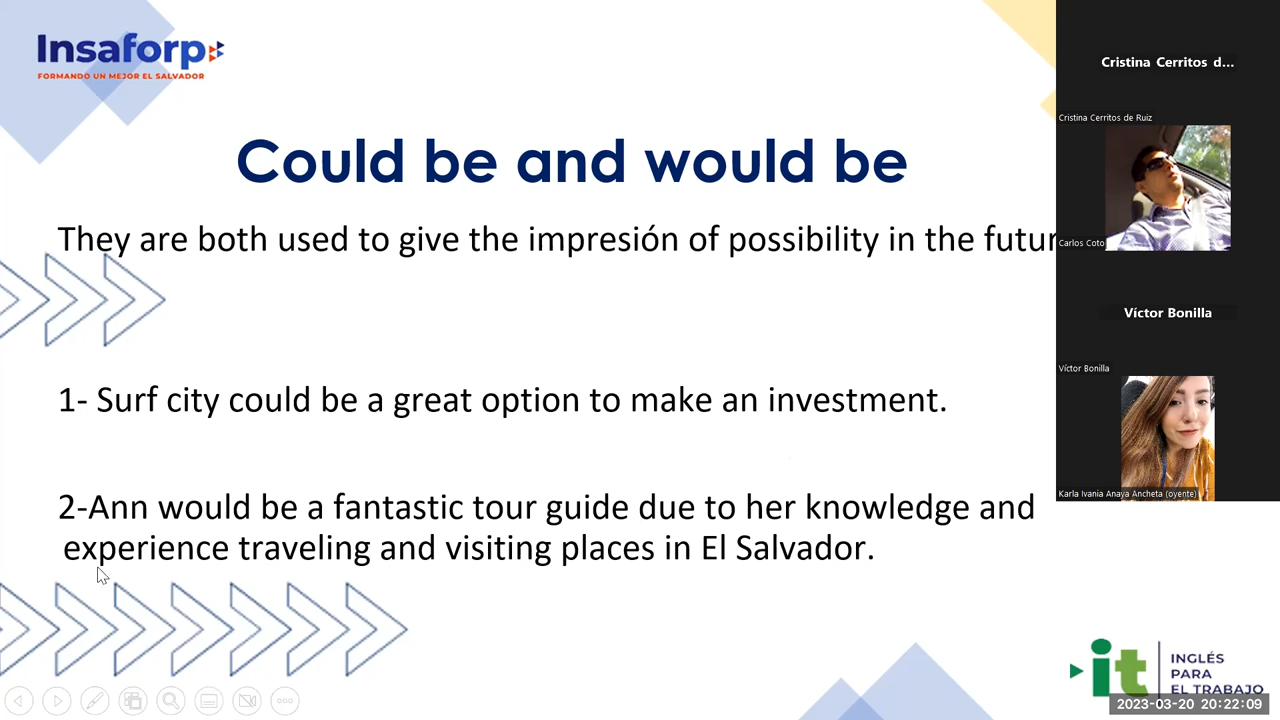 Insaforp
FORMANDO UN MEJOR EL SALVADOR
Could be and would be
They are both used to give the impresión of possibility in the futur
1- Surf city could be a great option to make an investment.
2-Ann would be a fantastic tour guide due to her knowledge and
experience traveling and visiting places in El Salvador.
Cristina Cerritos d...
Cristina Cerritos de Ruiz
Carlos Coto
Víctor Bonilla
Víctor Bonilla
Karla Ivania Anaya Ancheta (oyente)
it
INGLÉS
PARA
EL TRABAJO
2023-03-20 20:22:09